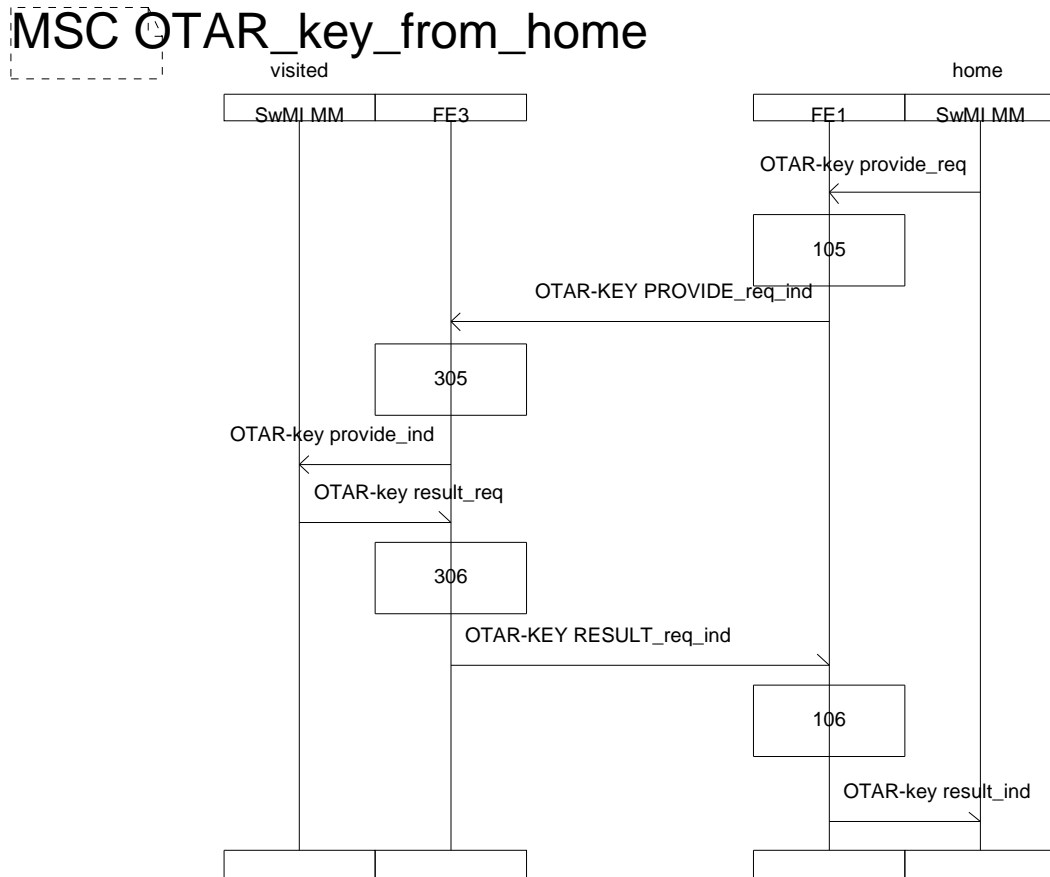 MSC OTAR_key_from_home
visited
home
SwMI MM
FE3
FE1
SwMI MM
OTAR-key provide_req
105
OTAR-KEY PROVIDE_req_ind
305
OTAR-key provide_ind
OTAR-key result_req
306
OTAR-KEY RESULT_req_ind
106
OTAR-key result_ind